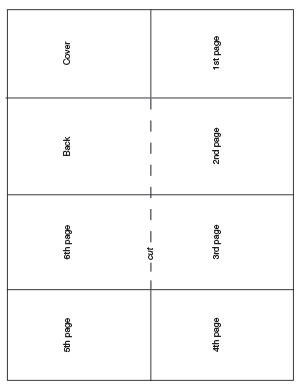 Cover
1st page
Back
2nd page
6th page
cut
3rd page
5th page
4th page